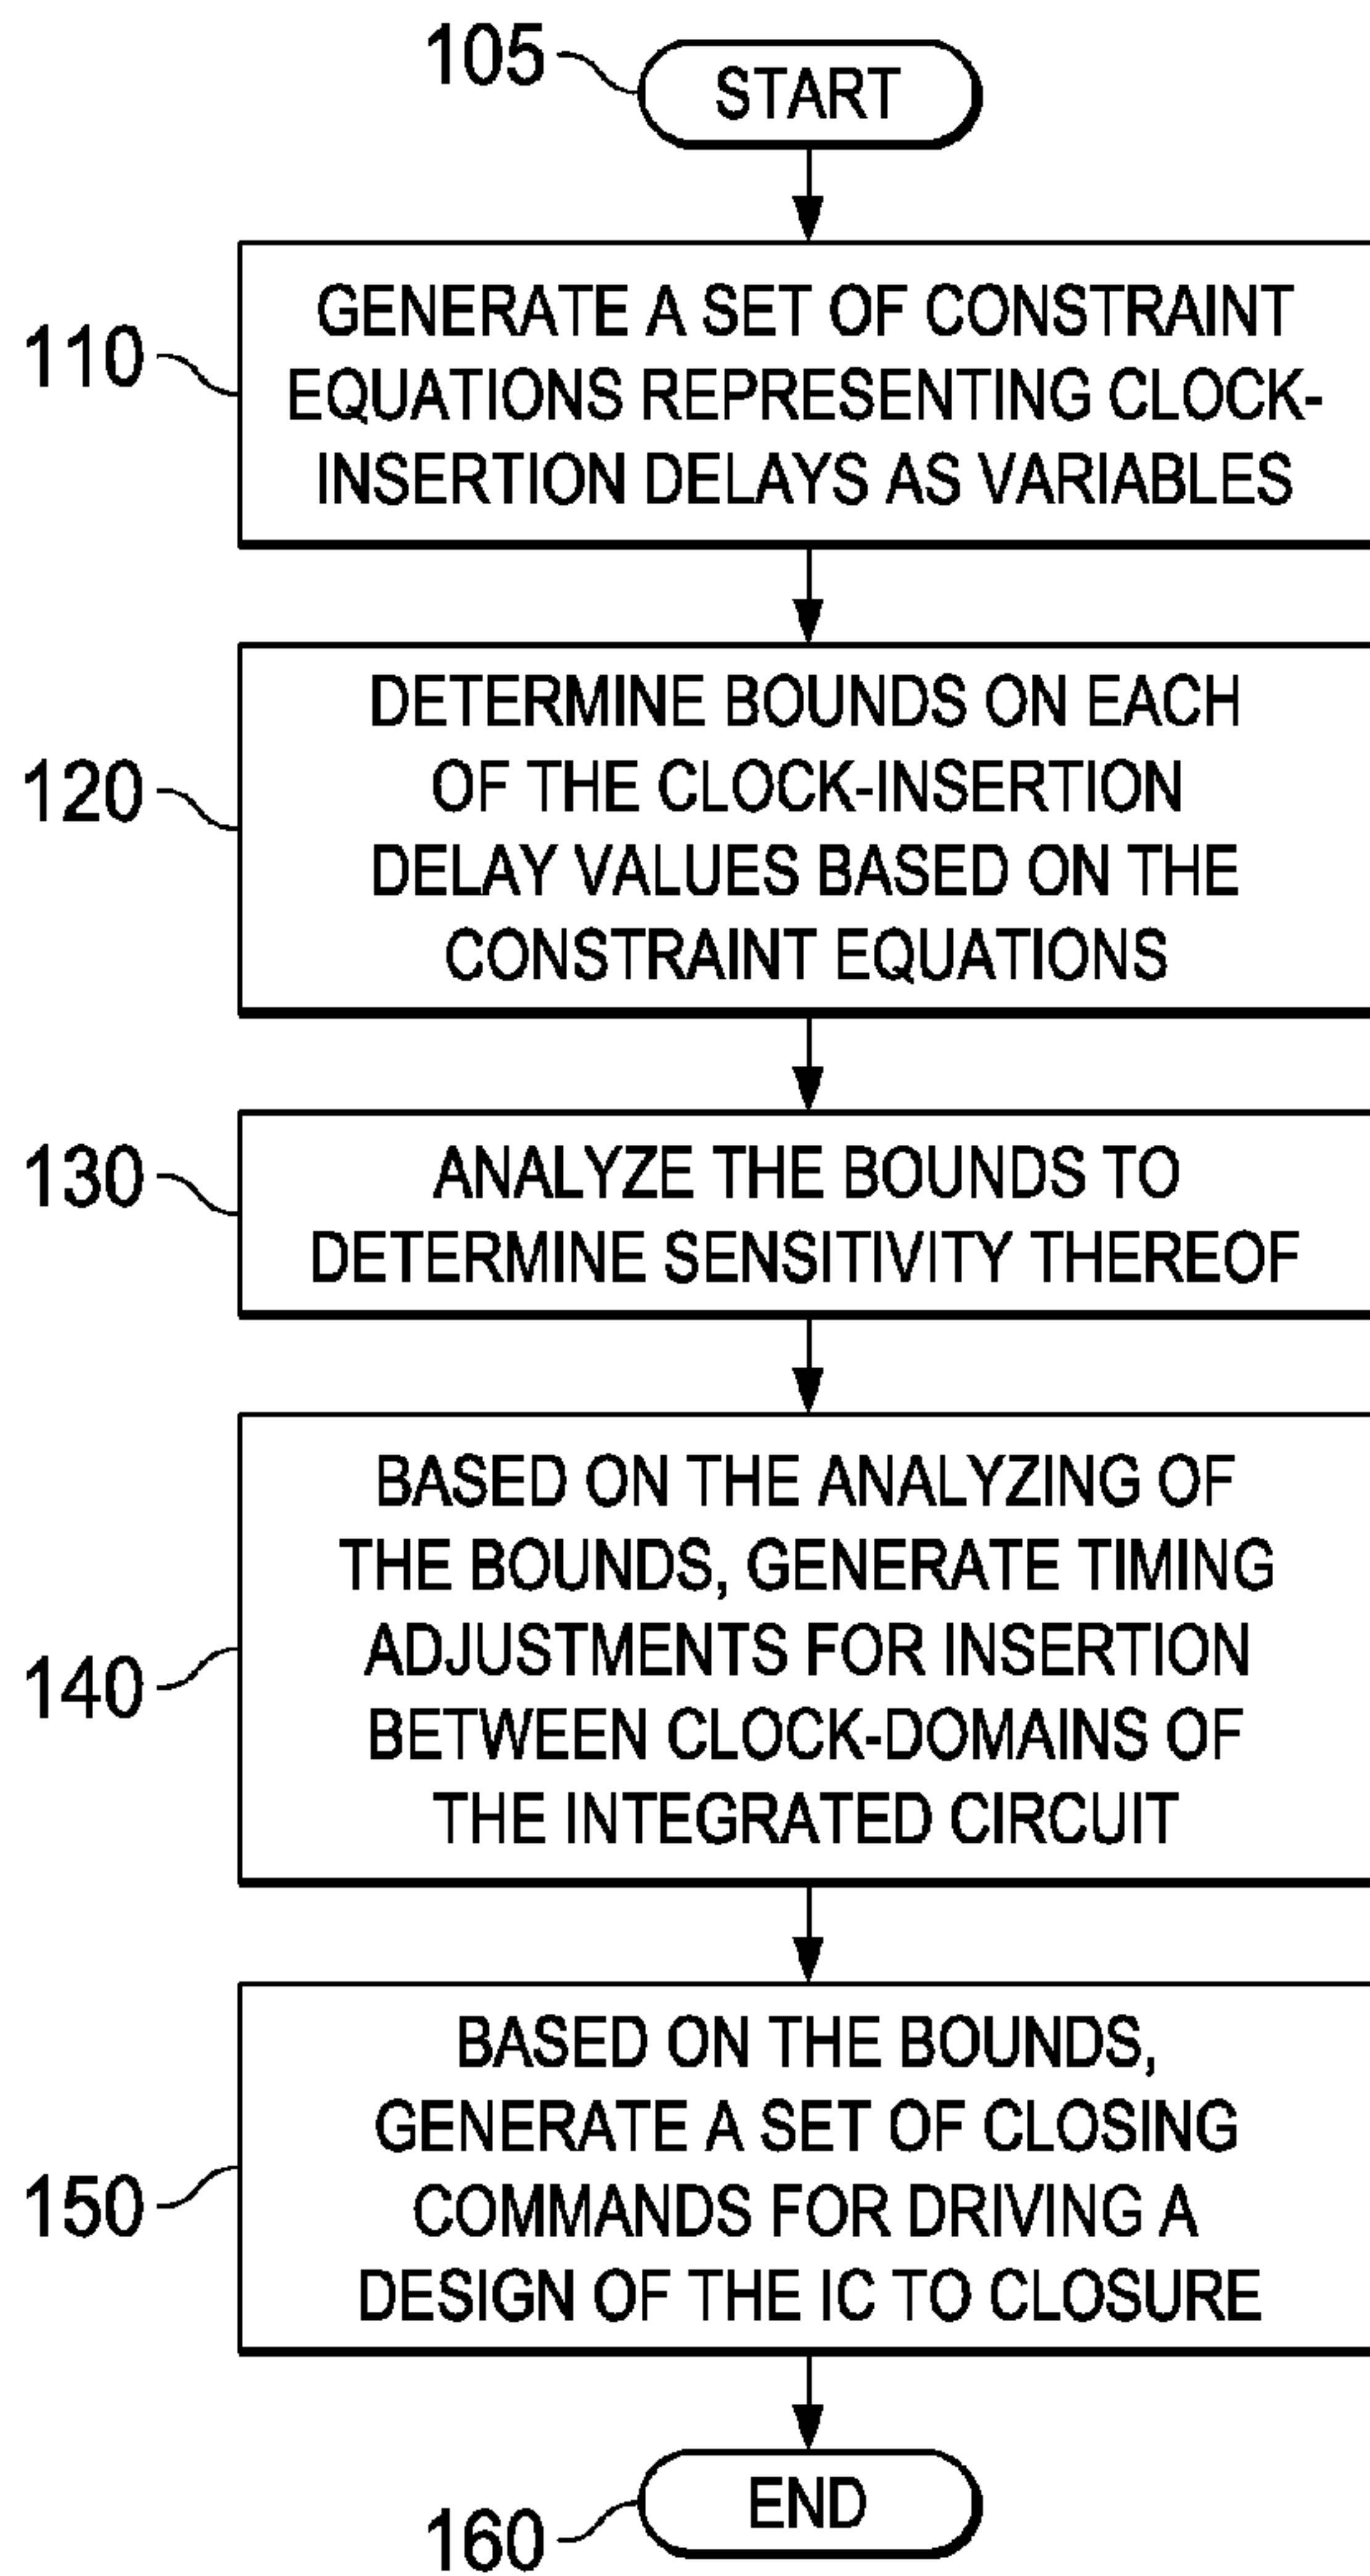 105
START
110
GENERATE A SET OF CONSTRAINT
EQUATIONS REPRESENTING CLOCK-
INSERTION DELAYS AS VARIABLES
120
DETERMINE BOUNDS ON EACH
OF THE CLOCK-INSERTION
DELAY VALUES BASED ON THE
CONSTRAINT EQUATIONS
130
ANALYZE THE BOUNDS TO
DETERMINE SENSITIVITY THEREOF
140
BASED ON THE ANALYZING OF
THE BOUNDS, GENERATE TIMING
ADJUSTMENTS FOR INSERTION
BETWEEN CLOCK-DOMAINS OF
THE INTEGRATED CIRCUIT
150
BASED ON THE BOUNDS,
GENERATE A SET OF CLOSING
COMMANDS FOR DRIVING A
DESIGN OF THE IC TO CLOSURE
160
END